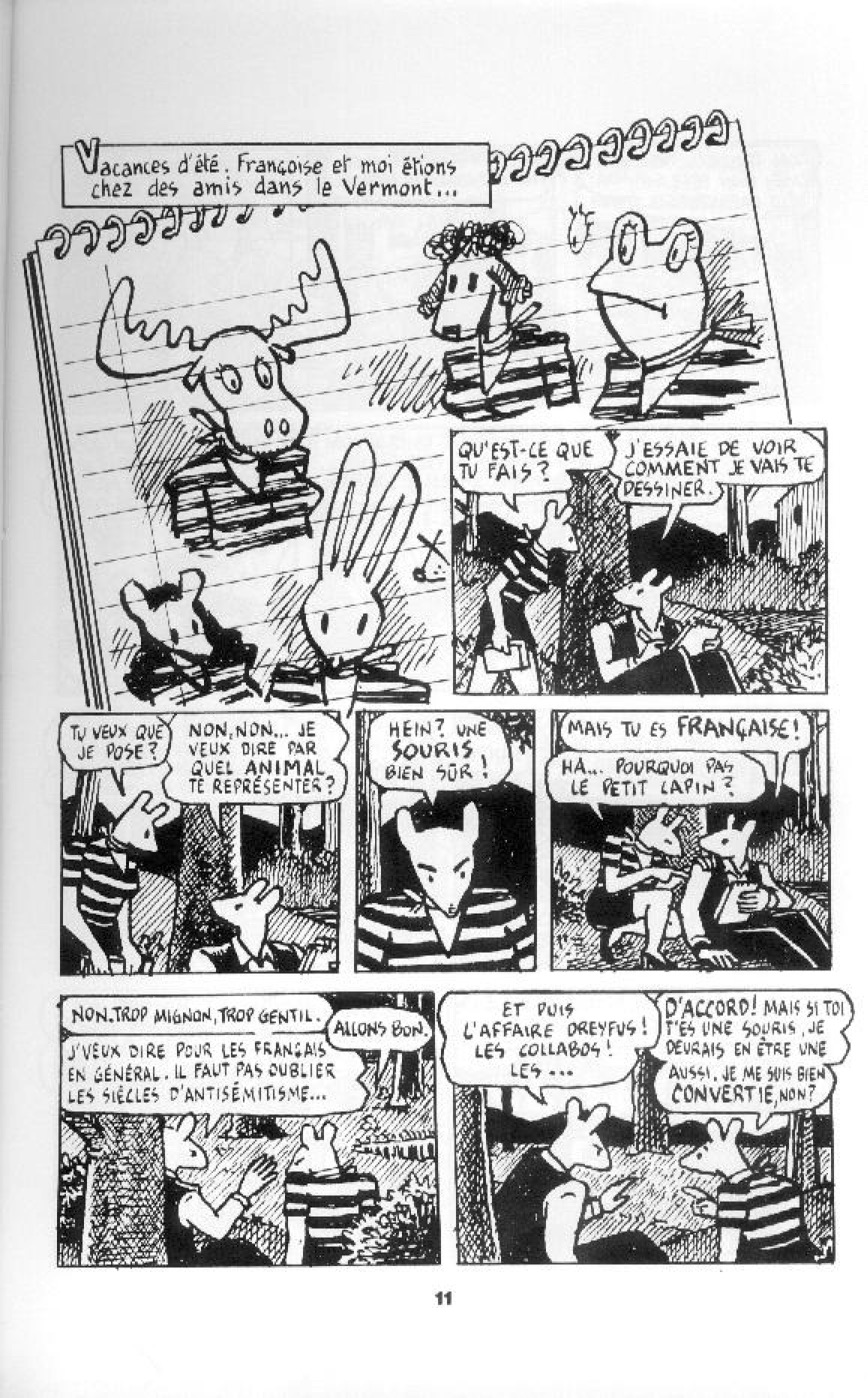 Vacances d'été. Françoise et moi étions
chez des amis dans le Vermont...
QU'EST-CE QUE
TU FAIS ?
J'ESSAIE DE VOIR
COMMENT JE VAIS TE
DESSINER.
TU VEUX QUE
JE POSE ?
NON, NON... JE
VEUX DIRE PAR
QUEL ANIMAL
TE REPRÉSENTER ?
HEIN ? UNE
SOURIS
BIEN SÛR !
MAIS TU ES FRANÇAISE !
HA... POURQUOI PAS
LE PETIT LAPIN ?
NON. TROP MIGNON, TROP GENTIL.
J'VEUX DIRE POUR LES FRANÇAIS
EN GÉNÉRAL. IL FAUT PAS OUBLIER
LES SIÈCLES D'ANTISÉMITISME...
ALLONS BON.
ET PUIS
L'AFFAIRE DREYFUS !
LES COLLABOS !
LES ...
D'ACCORD ! MAIS SI TOI
T'ES UNE SOURIS, JE
DEVRAIS EN ÊTRE UNE
AUSSI. JE ME SUIS BIEN
CONVERTIE, NON ?
11